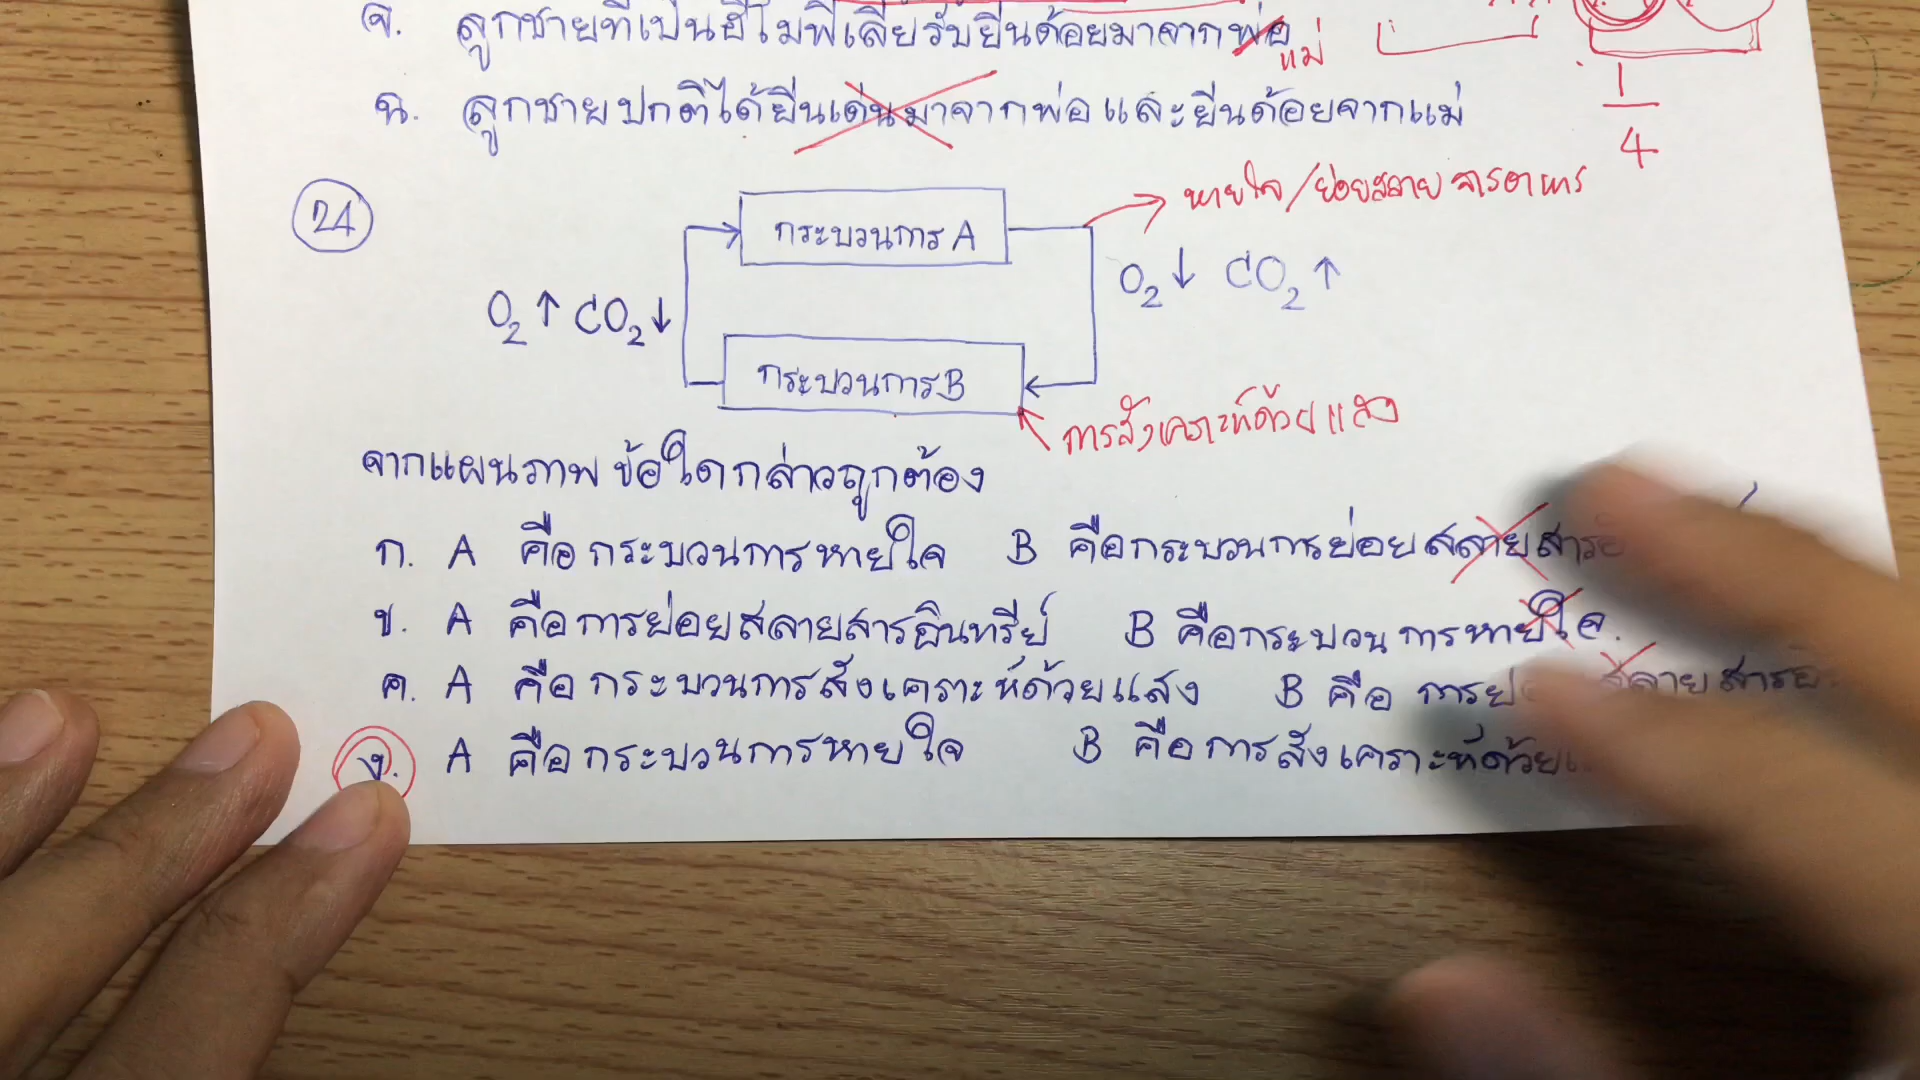 จ. ลูกชายที่เป็นฮีโมฟีเลียรับยีนด้อยมาจากพ่อ
แม่
ฉ. ลูกชายปกติได้ยีนเด่นมาจากพ่อและยีนด้อยจากแม่
1
4
24
หายใจ/ย่อยสลายสารอาหาร
กระบวนการ A
O2↑ CO2↓
O2↓ CO2↑
กระบวนการ B
การสังเคราะห์ด้วยแสง
จากแผนภาพ ข้อใดกล่าวถูกต้อง
ก. A คือกระบวนการหายใจ B คือกระบวนการย่อยสลายสาร
ข. A คือการย่อยสลายสารอินทรีย์ B คือกระบวนการหายใจ.
ค. A คือ กระบวนการสังเคราะห์ด้วยแสง B คือ สลายสาร
ง. A คือกระบวนการหายใจ B คือการสังเคราะห์ด้วย